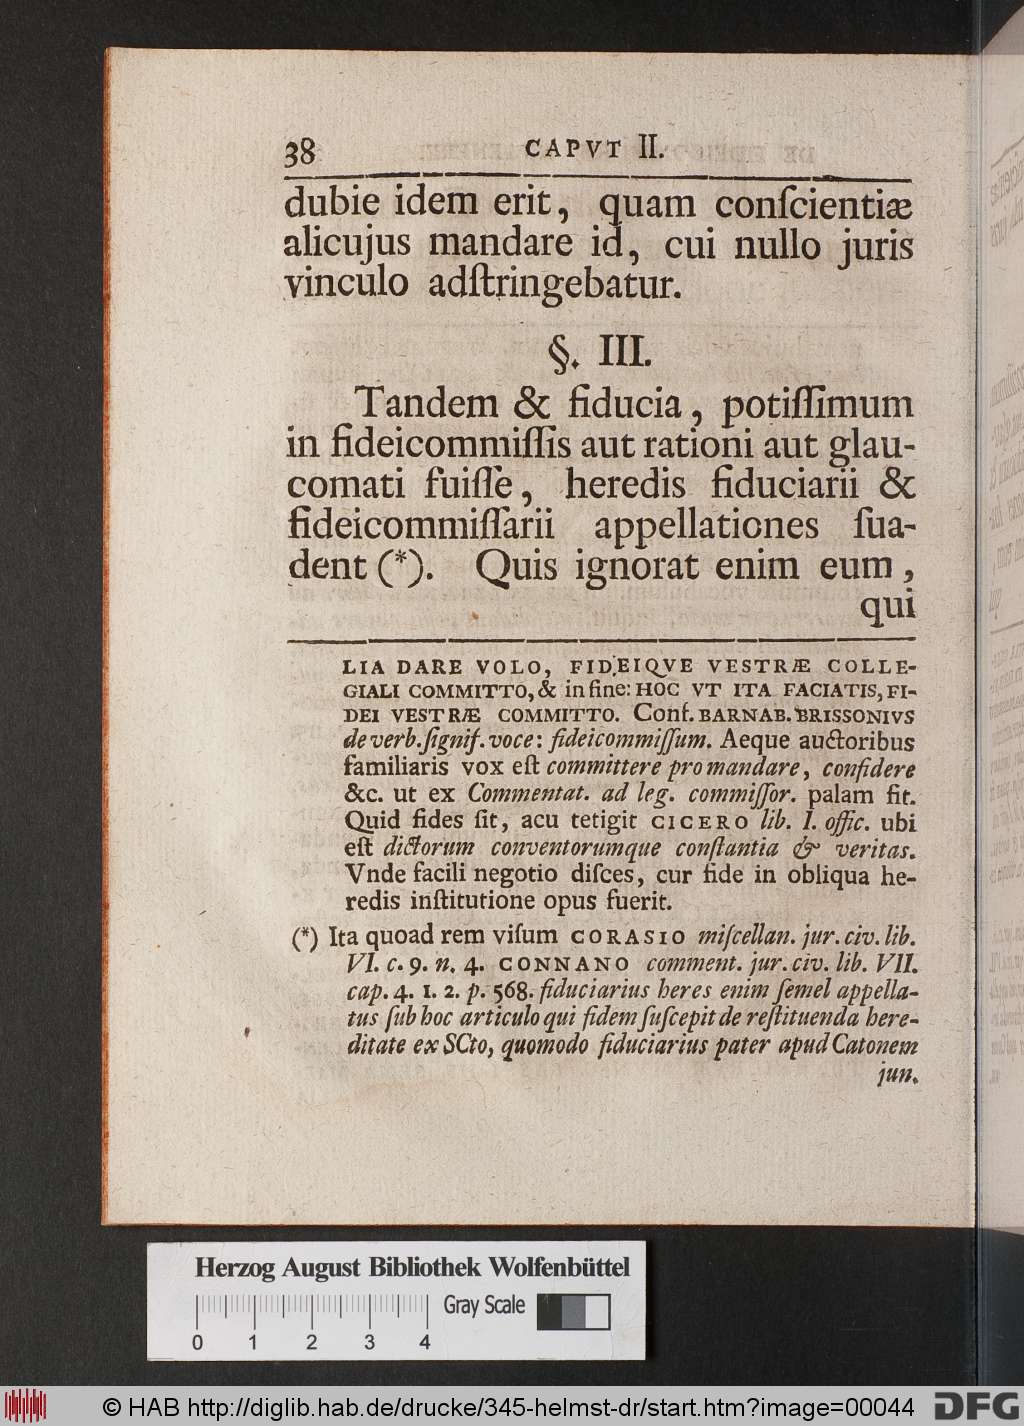 38 CAPVT II.
dubie idem erit, quam conſcientiæ
alicujus mandare id, cui nullo juris
vinculo adſtringebatur.
§. III.
Tandem & fiducia, potiſſimum
in fideicommiſſis aut rationi aut glau-
comati fuiſſe, heredis fiduciarii &
fideicommiſſarii appellationes ſua-
dent (*). Quis ignorat enim eum,
qui
LIA DARE VOLO, FIDEIQVE VESTRÆ COLLE-
GIALI COMMITTO, & in fine: HOC VT ITA FACIATIS, FI-
DEI VESTRÆ COMMITTO. Conf. BARNAB. BRISSONIVS
de verb. ſignif. voce: fideicommiſſum. Aeque auctoribus
familiaris vox eſt committere pro mandare, confidere
&c. ut ex Commentat. ad leg. commiſſor. palam fit.
Quid fides ſit, acu tetigit CICERO lib. I. offic. ubi
eſt dictorum conventorumque conſtantia & veritas.
Vnde facili negotio diſces, cur fide in obliqua he-
redis inſtitutione opus fuerit.
(*) Ita quoad rem viſum CORASIO miſcellan. jur. civ. lib.
VI. c. 9. n. 4. CONNANO comment. jur. civ. lib. VII.
cap. 4. 1. 2. p. 568. fiduciarius heres enim ſemel appella-
tus ſub hoc articulo qui fidem ſuſcepit de reſtituenda here-
ditate ex SCto, quomodo fiduciarius pater apud Catonem
jun.
Herzog August Bibliothek Wolfenbüttel
Gray Scale
0 1 2 3 4
© HAB http://diglib.hab.de/drucke/345-helmst-dr/start.htm?image=00044
DFG